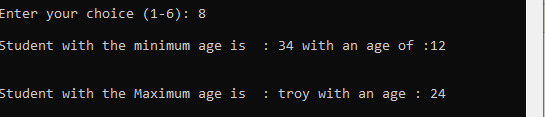 Enter your choice (1-6): 8
Student with the minimum age is  : 34 with an age of :12
Student with the Maximum age is  : troy with an age : 24